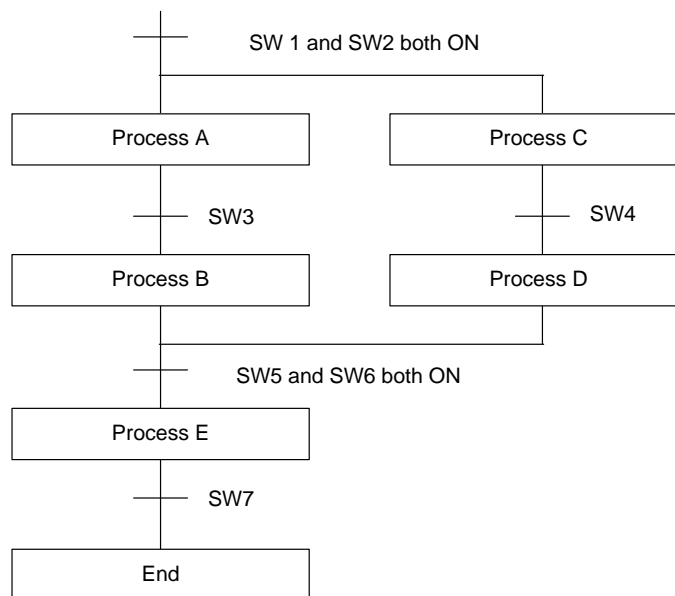 SW 1 and SW2 both ON
Process A
Process C
SW3
SW4
Process B
Process D
SW5 and SW6 both ON
Process E
SW7
End